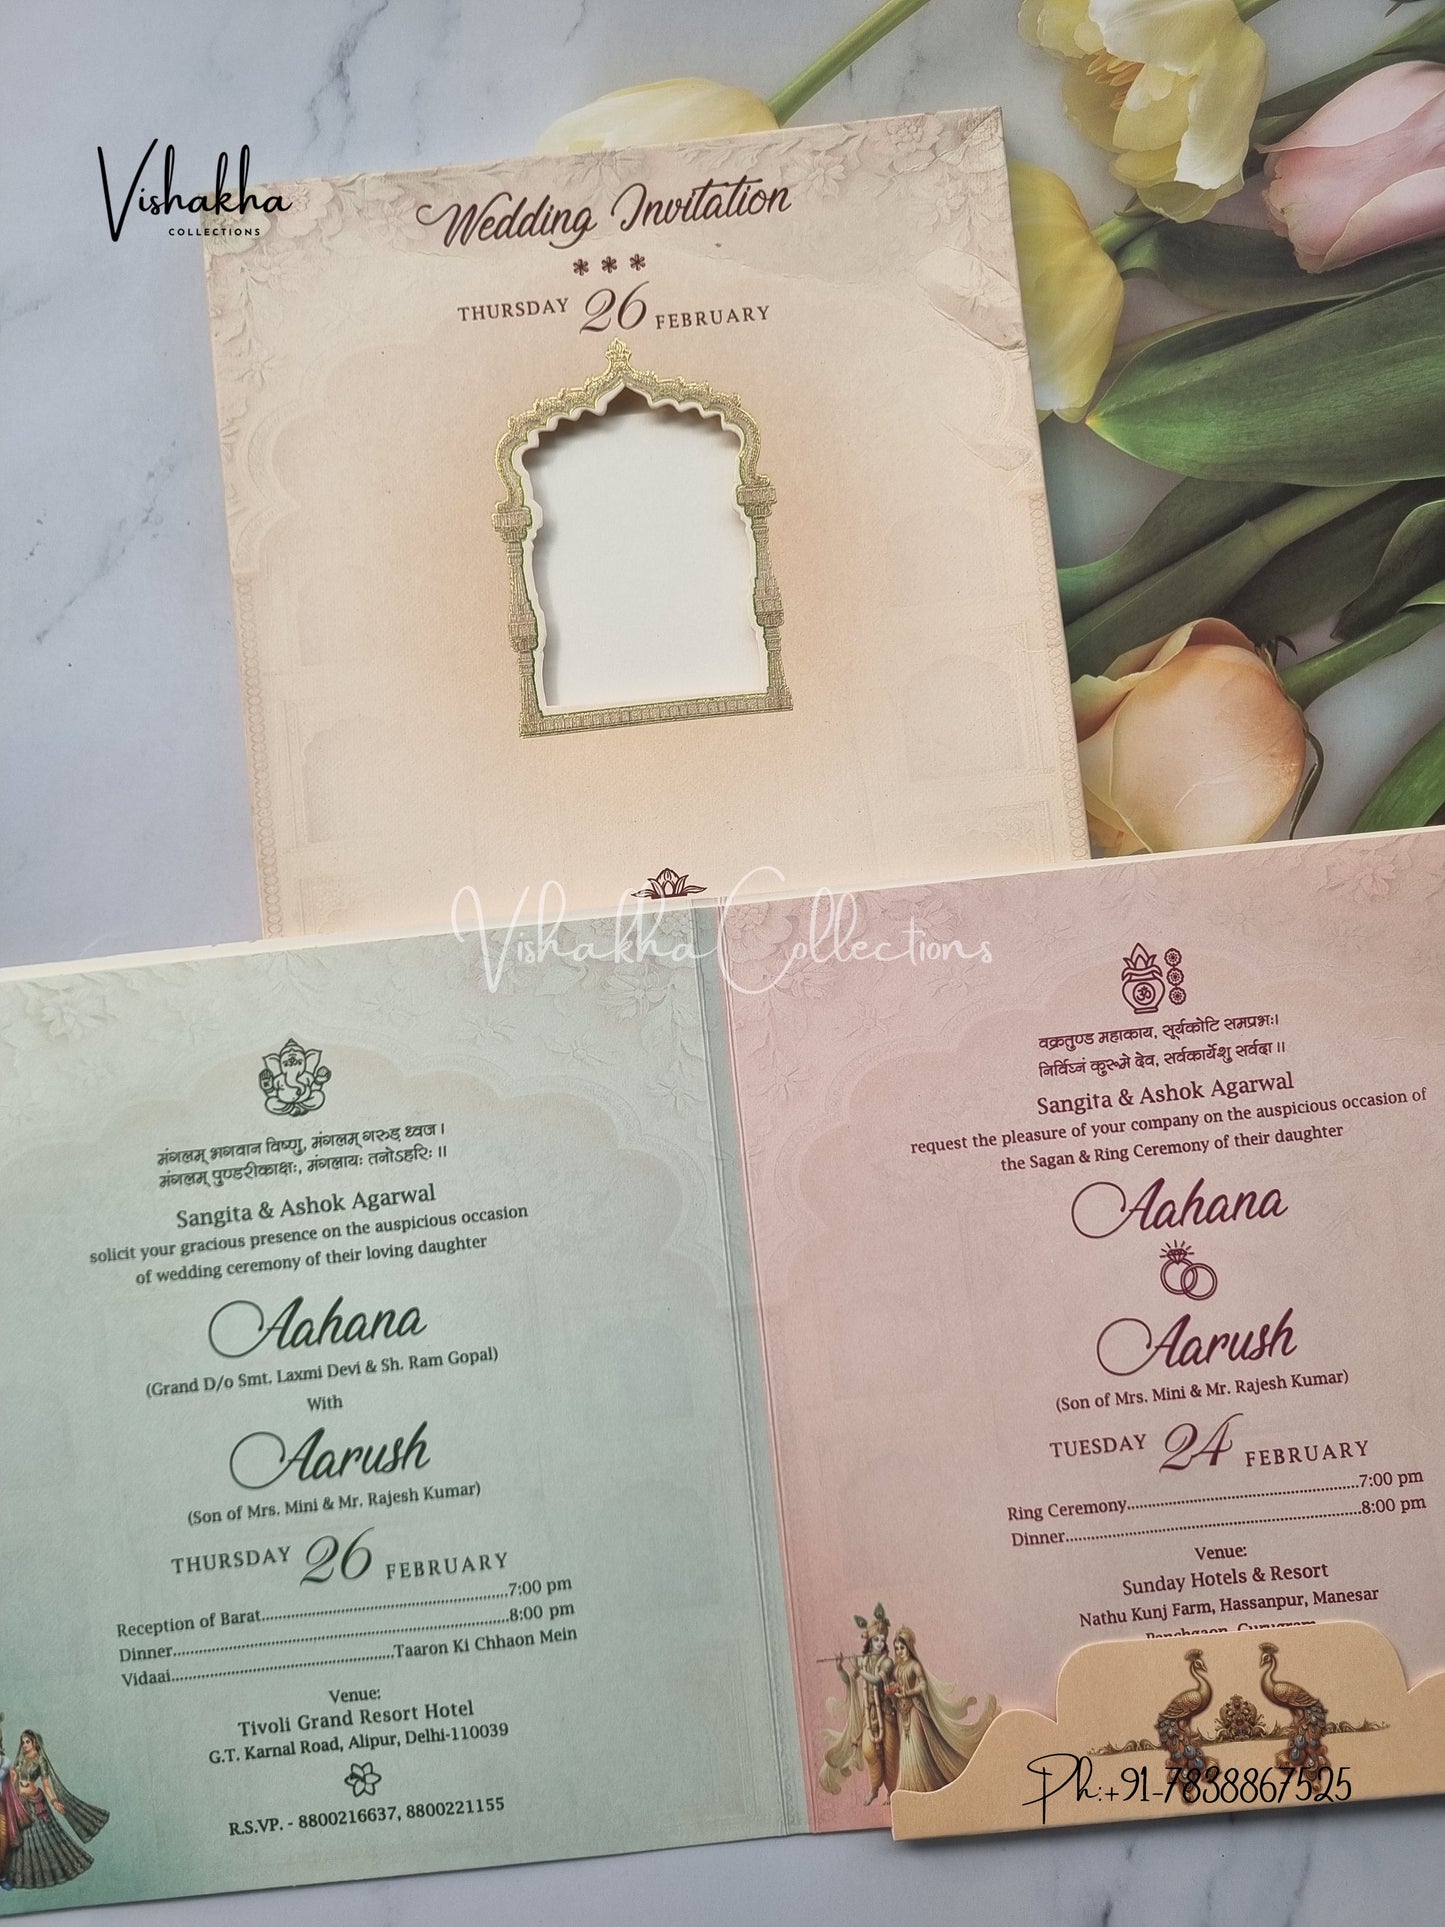 Vishakha
COLLECTIONS
Wedding Invitation
THURSDAY 26 FEBRUARY
Vishakha Collections
मंगलम् भगवान विष्णु, मंगलम् गरुड़ ध्वज।
मंगलम् पुण्डरीकाक्षः, मंगलायः तनोऽहरिः॥
Sangita & Ashok Agarwal
solicit your gracious presence on the auspicious occasion
of wedding ceremony of their loving daughter
Aahana
(Grand D/o Smt. Laxmi Devi & Sh. Ram Gopal)
With
Aarush
(Son of Mrs. Mini & Mr. Rajesh Kumar)
THURSDAY 26 FEBRUARY
Reception of Barat....................7:00 pm
Dinner....................8:00 pm
Vidaai....................Taaron Ki Chhaon Mein
Venue:
Tivoli Grand Resort Hotel
G.T. Karnal Road, Alipur, Delhi-110039
R.S.VP. - 8800216637, 8800221155
ॐ
वक्रतुण्ड महाकाय, सूर्यकोटि समप्रभः।
निर्विघ्नं कुरूमे देव, सर्वकार्येशु सर्वदा॥
Sangita & Ashok Agarwal
request the pleasure of your company on the auspicious occasion of
the Sagan & Ring Ceremony of their daughter
Aahana
Aarush
(Son of Mrs. Mini & Mr. Rajesh Kumar)
TUESDAY 24 FEBRUARY
Ring Ceremony....................7:00 pm
Dinner....................8:00 pm
Venue:
Sunday Hotels & Resort
Nathu Kunj Farm, Hassanpur, Manesar
Panchgaon, Gurugram
Ph:+91-7838867525